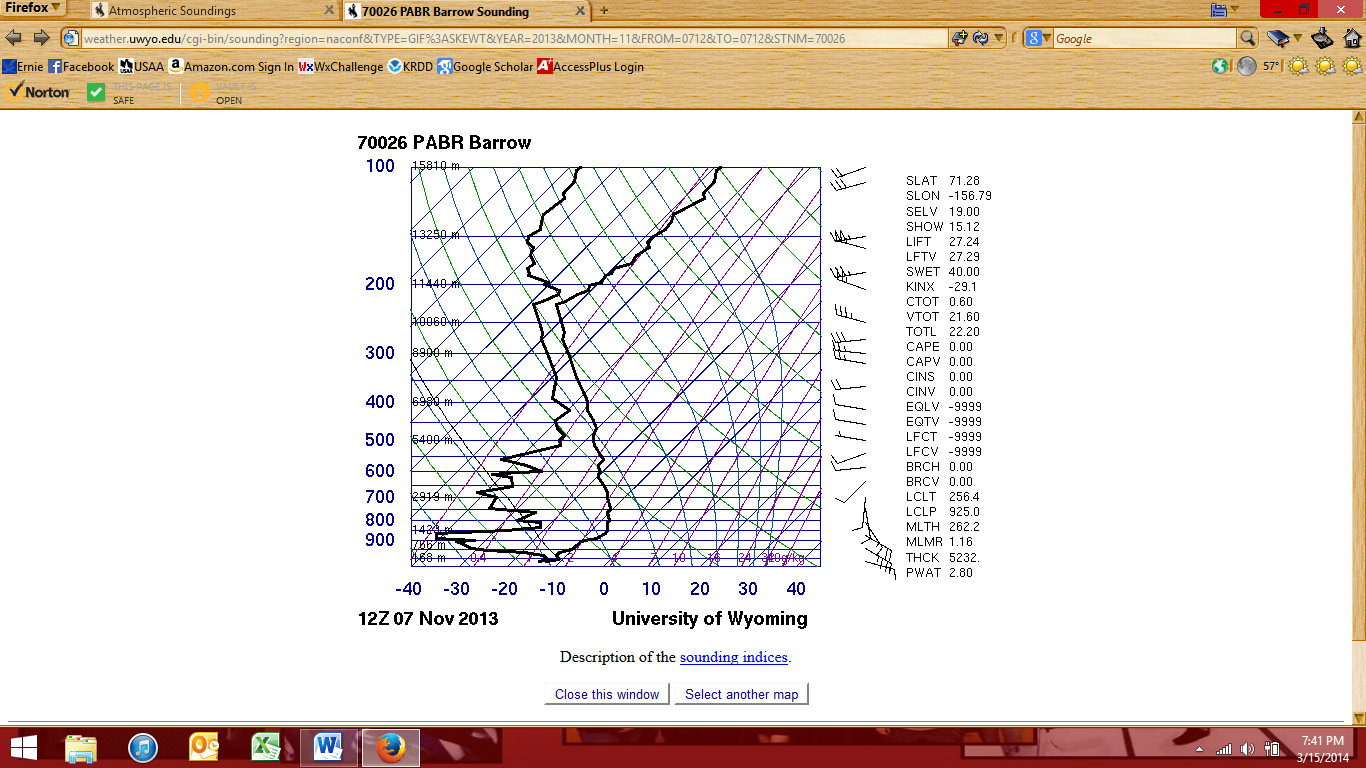 Firefox
Atmospheric Soundings
70026 PABR Barrow Sounding
weather.uwyo.edu/cgi-bin/sounding?region=naconf&TYPE=GIF%3ASKEWT&YEAR=2013&MONTH=11&FROM=0712&TO=0712&STNM=70026
Google
Ernie Facebook USAA Amazon.com Sign In WxChallenge KRDD Google Scholar AccessPlus Login
57°
Norton
THIS PAGE IS
SAFE
VAULT IS
OPEN
70026 PABR Barrow
100 15810 m
13250 m
200 11440 m
10060 m
300 8900 m
400 6980 m
500 5400 m
600
700 2919 m
800
900
168 m
SLAT 71.28
SLON -156.79
SELV 19.00
SHOW 15.12
LIFT 27.24
LFTV 27.29
SWET 40.00
KINX -29.1
CTOT 0.60
VTOT 21.60
TOTL 22.20
CAPE 0.00
CAPV 0.00
CINS 0.00
CINV 0.00
EQLV -9999
EQTV -9999
LFCT -9999
LFCV -9999
BRCH 0.00
BRCV 0.00
LCLT 256.4
LCLP 925.0
MLTH 262.2
MLMR 1.16
THCK 5232.
PWAT 2.80
-40 -30 -20 -10 0 10 20 30 40
12Z 07 Nov 2013 University of Wyoming
Description of the sounding indices.
Close this window Select another map
7:41 PM
3/15/2014